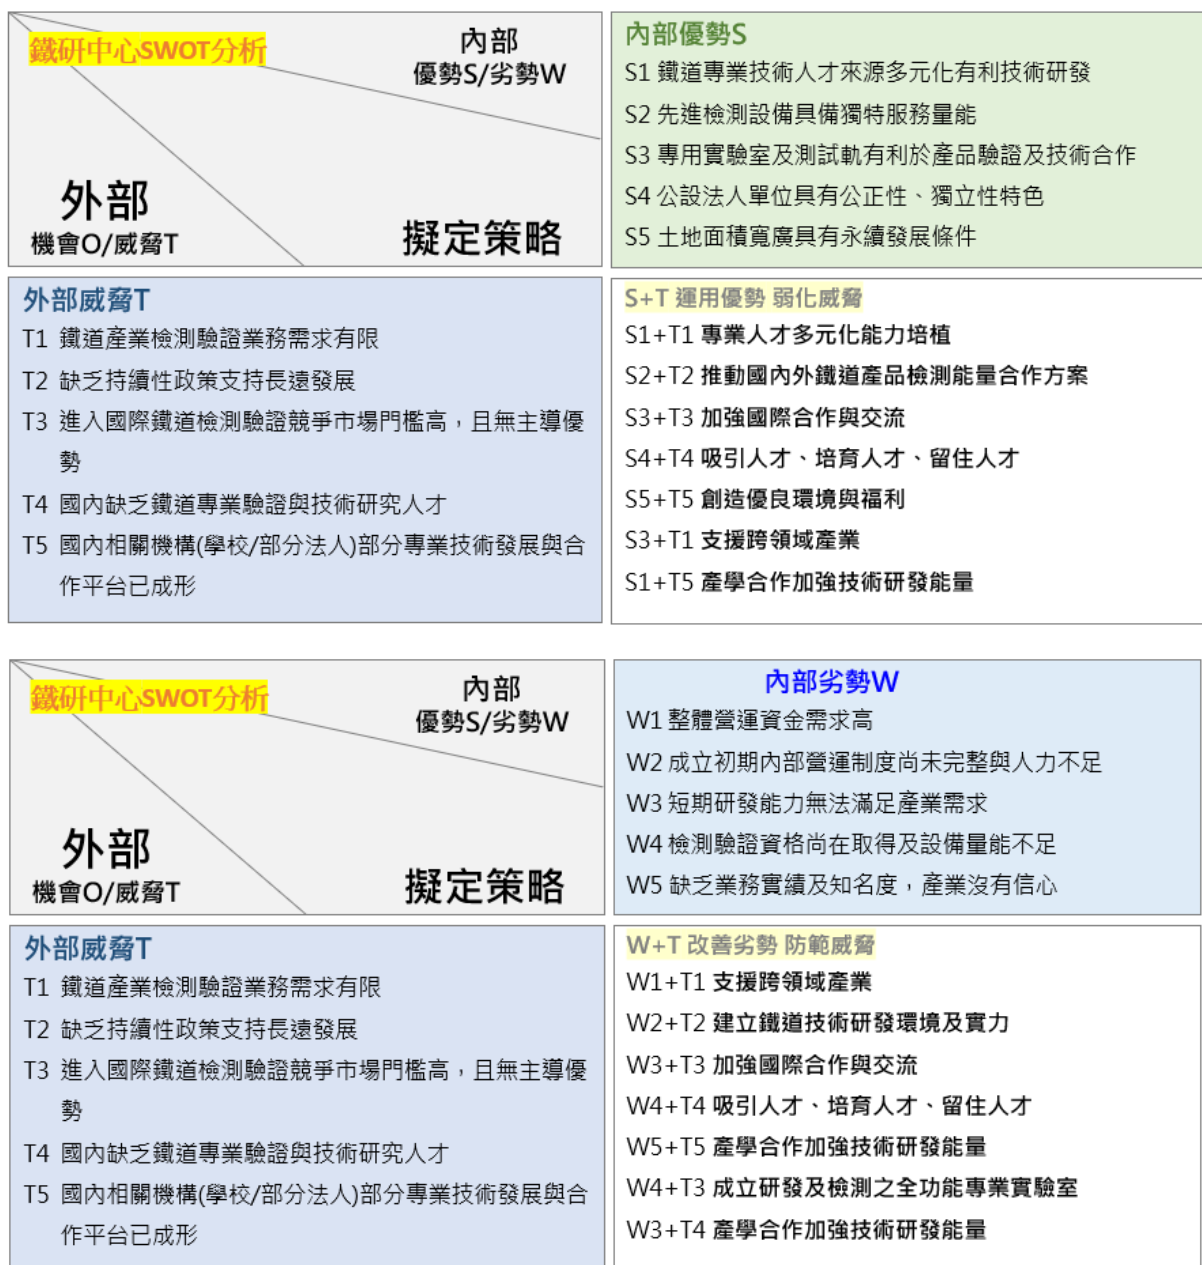 鐵研中心SWOT分析
內部
優勢S/劣勢W
外部
機會O/威脅T
擬定策略
內部優勢S
S1 鐵道專業技術人才來源多元化有利技術研發
S2 先進檢測設備具備獨特服務量能
S3 專用實驗室及測試軌有利於產品驗證及技術合作
S4 公設法人單位具有公正性、獨立性特色
S5 土地面積寬廣具有永續發展條件
外部威脅T
T1 鐵道產業檢測驗證業務需求有限
T2 缺乏持續性政策支持長遠發展
T3 進入國際鐵道檢測驗證競爭市場門檻高，且無主導優
勢
T4 國內缺乏鐵道專業驗證與技術研究人才
T5 國內相關機構(學校/部分法人)部分專業技術發展與合
作平台已成形
S+T 運用優勢 弱化威脅
S1+T1 專業人才多元化能力培植
S2+T2 推動國內外鐵道產品檢測能量合作方案
S3+T3 加強國際合作與交流
S4+T4 吸引人才、培育人才、留住人才
S5+T5 創造優良環境與福利
S3+T1 支援跨領域產業
S1+T5 產學合作加強技術研發能量
鐵研中心SWOT分析
內部
優勢S/劣勢W
外部
機會O/威脅T
擬定策略
內部劣勢W
W1 整體營運資金需求高
W2 成立初期內部營運制度尚未完整與人力不足
W3 短期研發能力無法滿足產業需求
W4 檢測驗證資格尚在取得及設備量能不足
W5 缺乏業務實績及知名度，產業沒有信心
外部威脅T
T1 鐵道產業檢測驗證業務需求有限
T2 缺乏持續性政策支持長遠發展
T3 進入國際鐵道檢測驗證競爭市場門檻高，且無主導優
勢
T4 國內缺乏鐵道專業驗證與技術研究人才
T5 國內相關機構(學校/部分法人)部分專業技術發展與合
作平台已成形
W+T 改善劣勢 防範威脅
W1+T1 支援跨領域產業
W2+T2 建立鐵道技術研發環境及實力
W3+T3 加強國際合作與交流
W4+T4 吸引人才、培育人才、留住人才
W5+T5 產學合作加強技術研發能量
W4+T3 成立研發及檢測之全功能專業實驗室
W3+T4 產學合作加強技術研發能量